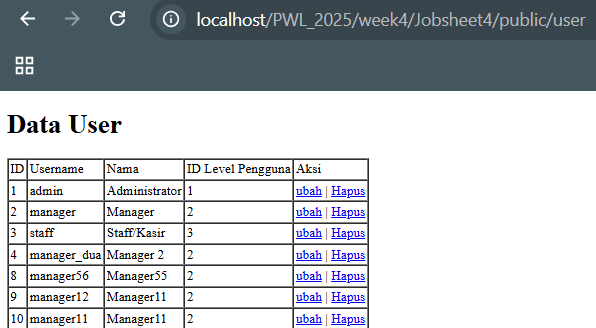 localhost/PWL_2025/week4/Jobsheet4/public/user
Data User
ID Username Nama ID Level Pengguna Aksi
1 admin Administrator 1 ubah | Hapus
2 manager Manager 2 ubah | Hapus
3 staff Staff/Kasir 3 ubah | Hapus
4 manager_dua Manager 2 2 ubah | Hapus
8 manager56 Manager55 2 ubah | Hapus
9 manager12 Manager11 2 ubah | Hapus
10 manager11 Manager11 2 ubah | Hapus